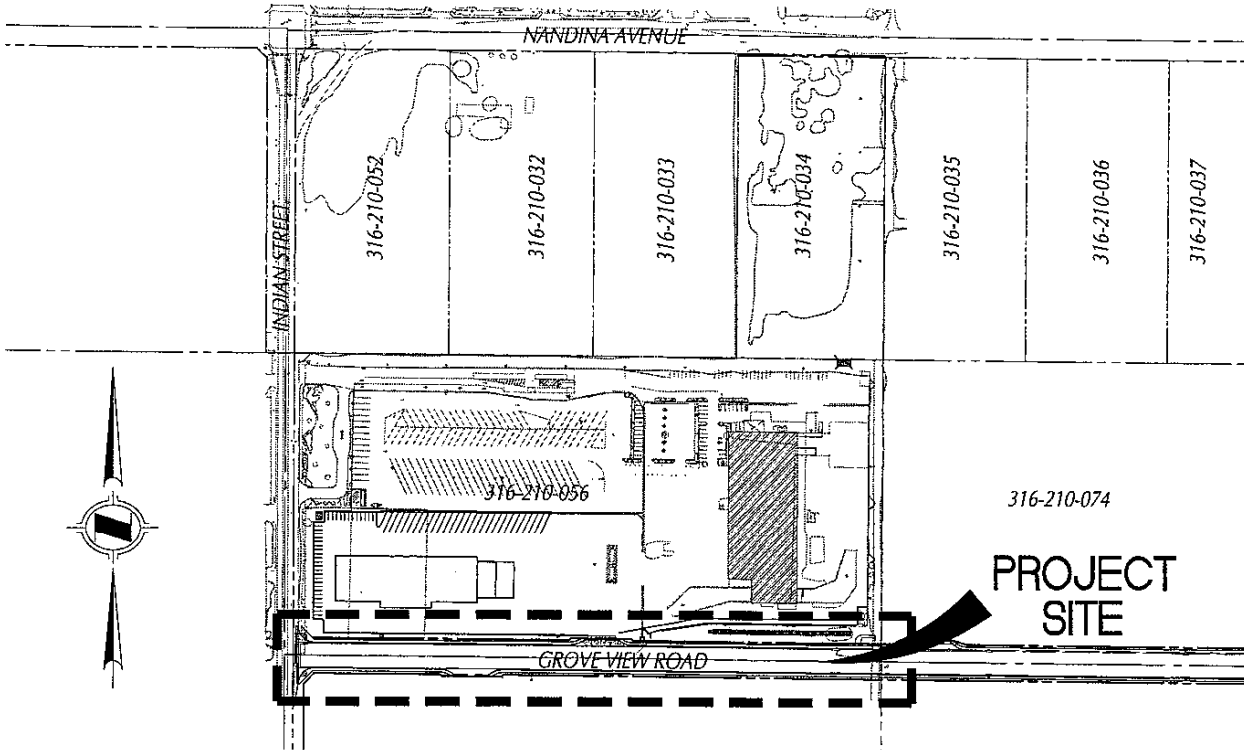 NANDINA AVENUE
INDIAN STREET
316-210-052
316-210-032
316-210-033
316-210-034
316-210-035
316-210-036
316-210-037
316-210-056
316-210-074
PROJECT
SITE
GROVE VIEW ROAD